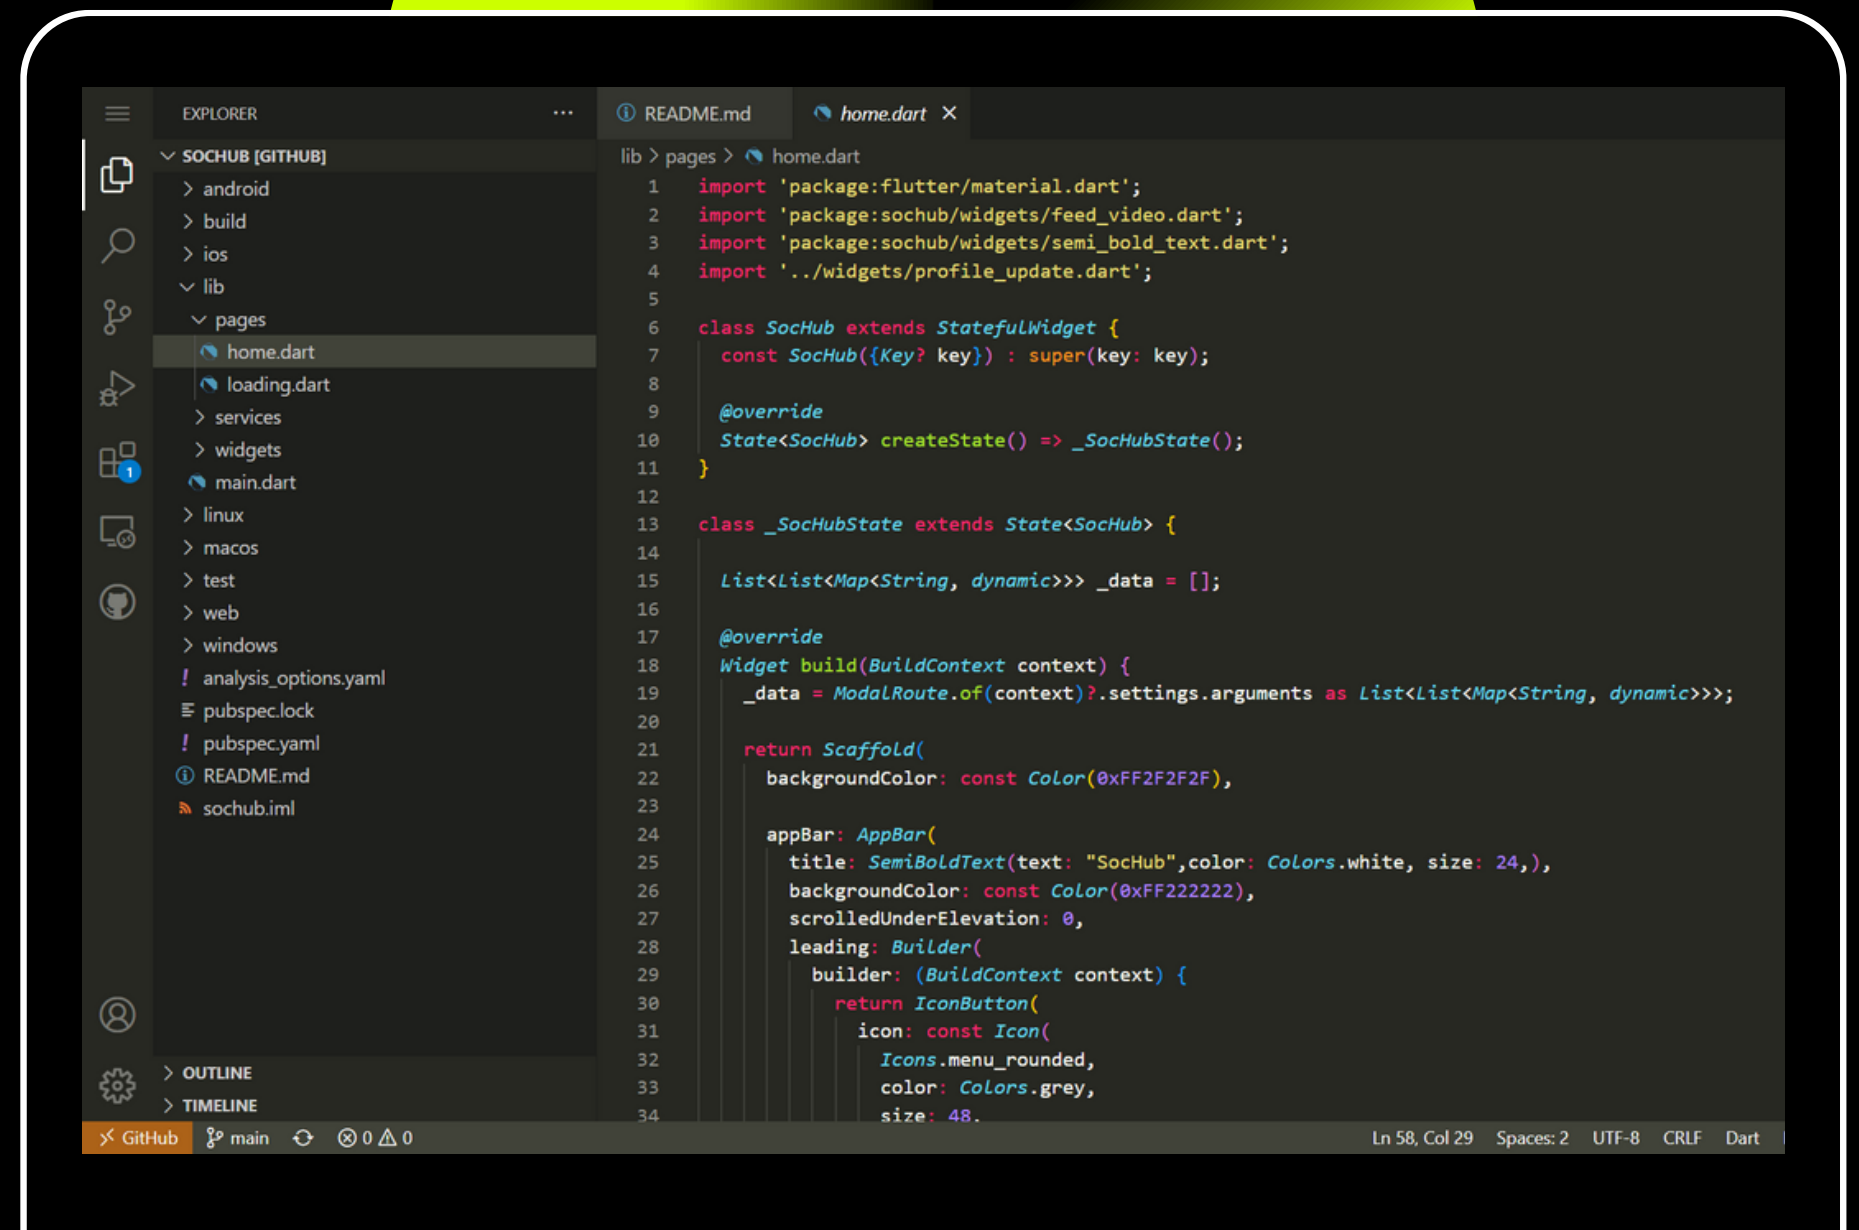 EXPLORER
···
SOCHUB [GITHUB]
android
build
ios
lib
pages
home.dart
loading.dart
services
widgets
main.dart
linux
macos
test
web
windows
! analysis_options.yaml
pubspec.lock
! pubspec.yaml
README.md
sochub.iml
OUTLINE
TIMELINE
1
README.md
home.dart
lib > pages > home.dart
1 import 'package:flutter/material.dart';
2 import 'package:sochub/widgets/feed_video.dart';
3 import 'package:sochub/widgets/semi_bold_text.dart';
4 import '../widgets/profile_update.dart';
5
6 class SocHub extends StatefulWidget {
7   const SocHub({Key? key}) : super(key: key);
8
9   @override
10   State<SocHub> createState() => _SocHubState();
11 }
12
13 class _SocHubState extends State<SocHub> {
14
15   List<List<Map<String, dynamic>>> _data = [];
16
17   @override
18   Widget build(BuildContext context) {
19     _data = ModalRoute.of(context)?.settings.arguments as List<List<Map<String, dynamic>>>;
20
21     return Scaffold(
22       backgroundColor: const Color(0xFF2F2F2F),
23
24       appBar: AppBar(
25         title: SemiBoldText(text: "SocHub",color: Colors.white, size: 24,),
26         backgroundColor: const Color(0xFF222222),
27         scrolledUnderElevation: 0,
28         leading: Builder(
29           builder: (BuildContext context) {
30             return IconButton(
31               icon: const Icon(
32                 Icons.menu_rounded,
33                 color: Colors.grey,
34                 size: 48,
GitHub main 0 0
Ln 58, Col 29 Spaces: 2 UTF-8 CRLF Dart